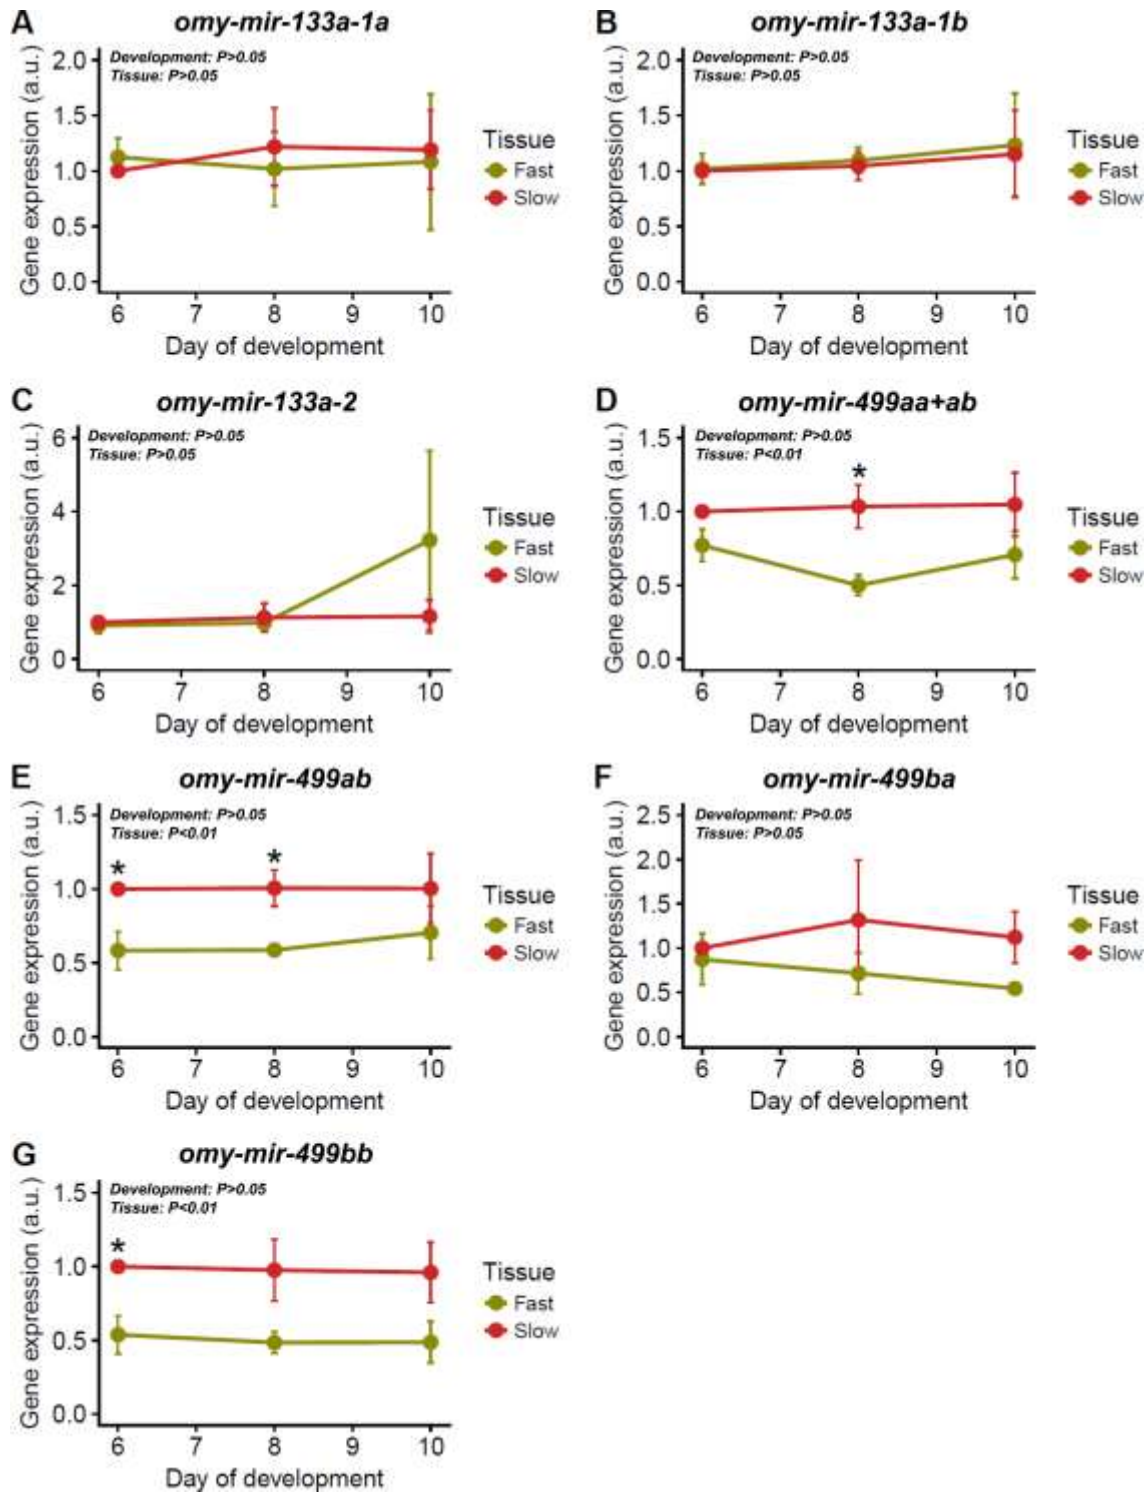 A omy-mir-133a-1a
Development: P>0.05
Tissue: P>0.05
Gene expression (a.u.)
2.0
1.5
1.0
0.5
0.0
6 7 8 9 10
Day of development
Tissue
Fast
Slow
B omy-mir-133a-1b
Development: P>0.05
Tissue: P>0.05
Gene expression (a.u.)
2.0
1.5
1.0
0.5
0.0
6 7 8 9 10
Day of development
Tissue
Fast
Slow
C omy-mir-133a-2
Development: P>0.05
Tissue: P>0.05
Gene expression (a.u.)
6
4
2
0
6 7 8 9 10
Day of development
Tissue
Fast
Slow
D omy-mir-499aa+ab
Development: P>0.05
Tissue: P<0.01
*
Gene expression (a.u.)
1.5
1.0
0.5
0.0
6 7 8 9 10
Day of development
Tissue
Fast
Slow
E omy-mir-499ab
Development: P>0.05
Tissue: P<0.01
* *
Gene expression (a.u.)
1.5
1.0
0.5
0.0
6 7 8 9 10
Day of development
Tissue
Fast
Slow
F omy-mir-499ba
Development: P>0.05
Tissue: P>0.05
Gene expression (a.u.)
2.5
2.0
1.5
1.0
0.5
0.0
6 7 8 9 10
Day of development
Tissue
Fast
Slow
G omy-mir-499bb
Development: P>0.05
Tissue: P<0.01
*
Gene expression (a.u.)
1.5
1.0
0.5
0.0
6 7 8 9 10
Day of development
Tissue
Fast
Slow